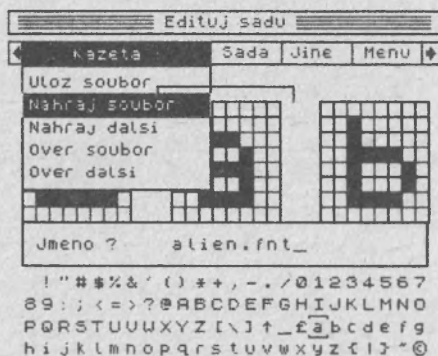 Edituj sadu
Kazeta Sada Jine Menu
Uloz soubor
Nahraj soubor
Nahraj dalsi
Over soubor
Over dalsi
Jmeno ? alien.fnt_
!"#$%&'()*+,-./01234567
89:;<=>?@ABCDEFGHIJKLMNO
PQRSTUVWXYZ[\]↑_£abcdefg
hijklmnopqrstuvwxyz{|}~©